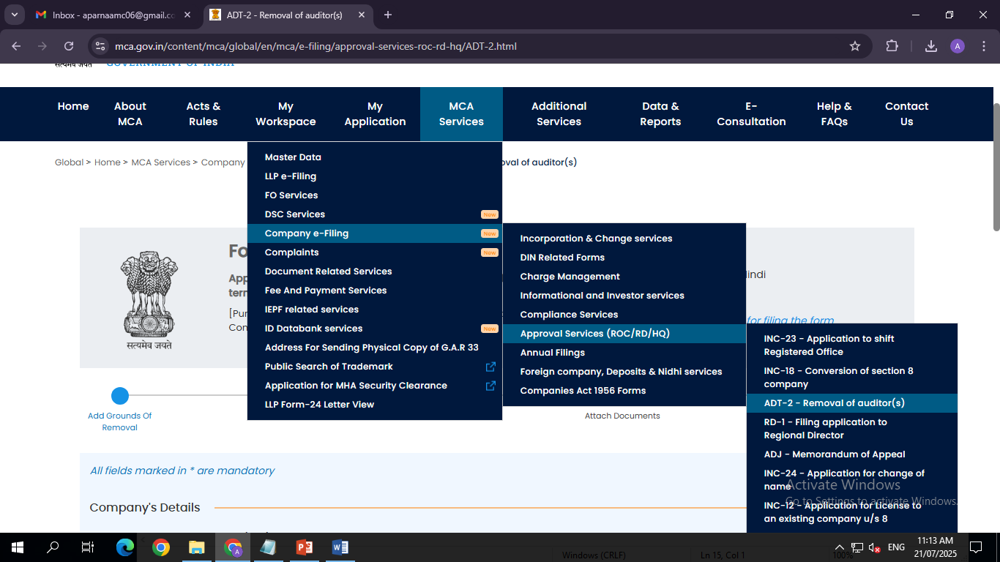 Inbox - aparnaamc06@gmail.co
ADT-2 - Removal of auditor(s)
mca.gov.in/content/mca/global/en/mca/e-filing/approval-services-roc-rd-hq/ADT-2.html
A
सत्यमेव जयते
GOVERNMENT OF INDIA
Home
About
MCA
Acts &
Rules
My
Workspace
My
Application
MCA
Services
Additional
Services
Data &
Reports
E-
Consultation
Help &
FAQs
Contact
Us
Global > Home > MCA Services > Company
oval of auditor(s)
Master Data
LLP e-Filing
FO Services
DSC Services New
Company e-Filing New
Complaints New
Document Related Services
Fee And Payment Services
IEPF related services
ID Databank services New
Address For Sending Physical Copy of G.A.R 33
Public Search of Trademark
Application for MHA Security Clearance
LLP Form-24 Letter View
Incorporation & Change services
DIN Related Forms
Charge Management
Informational and Investor services
Compliance Services
Approval Services (ROC/RD/HQ)
Annual Filings
Foreign company, Deposits & Nidhi services
Companies Act 1956 Forms
INC-23 - Application to shift
Registered Office
INC-18 - Conversion of section 8
company
ADT-2 - Removal of auditor(s)
RD-1 - Filing application to
Regional Director
ADJ - Memorandum of Appeal
INC-24 - Application for change of
name
INC-12 - Application for License to
an existing company u/s 8
सत्यमेव जयते
Fo
App
tern
[Pur
Con
lindi
for filing the form
Add Grounds Of
Removal
Attach Documents
All fields marked in * are mandatory
Company's Details
Activate Windows
Go to Settings to activate Windows.
Windows (CRLF)
Ln 15, Col 1
100%
ENG
11:13 AM
21/07/2025